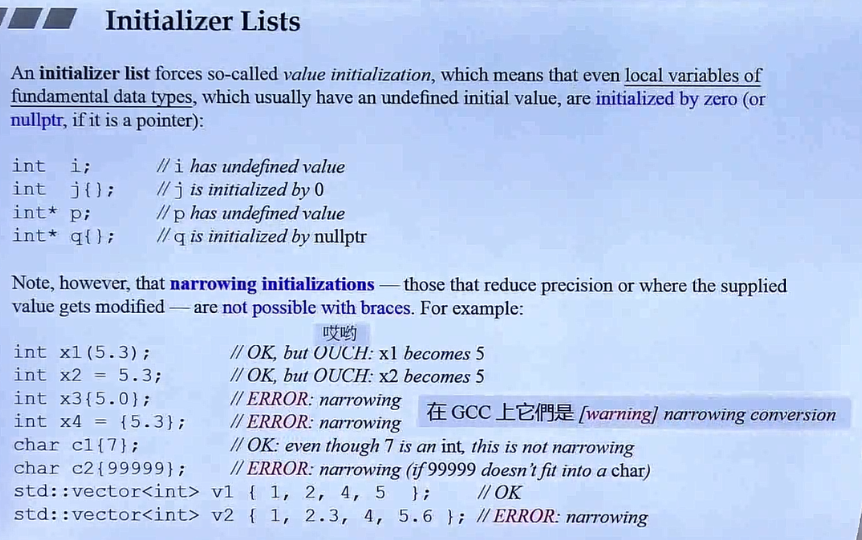 Initializer Lists
An initializer list forces so-called value initialization, which means that even local variables of
fundamental data types, which usually have an undefined initial value, are initialized by zero (or
nullptr, if it is a pointer):
int i; // i has undefined value
int j{}; // j is initialized by 0
int* p; // p has undefined value
int* q{}; // q is initialized by nullptr
Note, however, that narrowing initializations — those that reduce precision or where the supplied
value gets modified — are not possible with braces. For example:
哎哟
int x1(5.3); // OK, but OUCH: x1 becomes 5
int x2 = 5.3; // OK, but OUCH: x2 becomes 5
int x3{5.0}; // ERROR: narrowing
在 GCC 上它們是 [warning] narrowing conversion
int x4 = {5.3}; // ERROR: narrowing
char c1{7}; // OK: even though 7 is an int, this is not narrowing
char c2{99999}; // ERROR: narrowing (if 99999 doesn't fit into a char)
std::vector<int> v1 { 1, 2, 4, 5 }; // OK
std::vector<int> v2 { 1, 2.3, 4, 5.6 }; // ERROR: narrowing